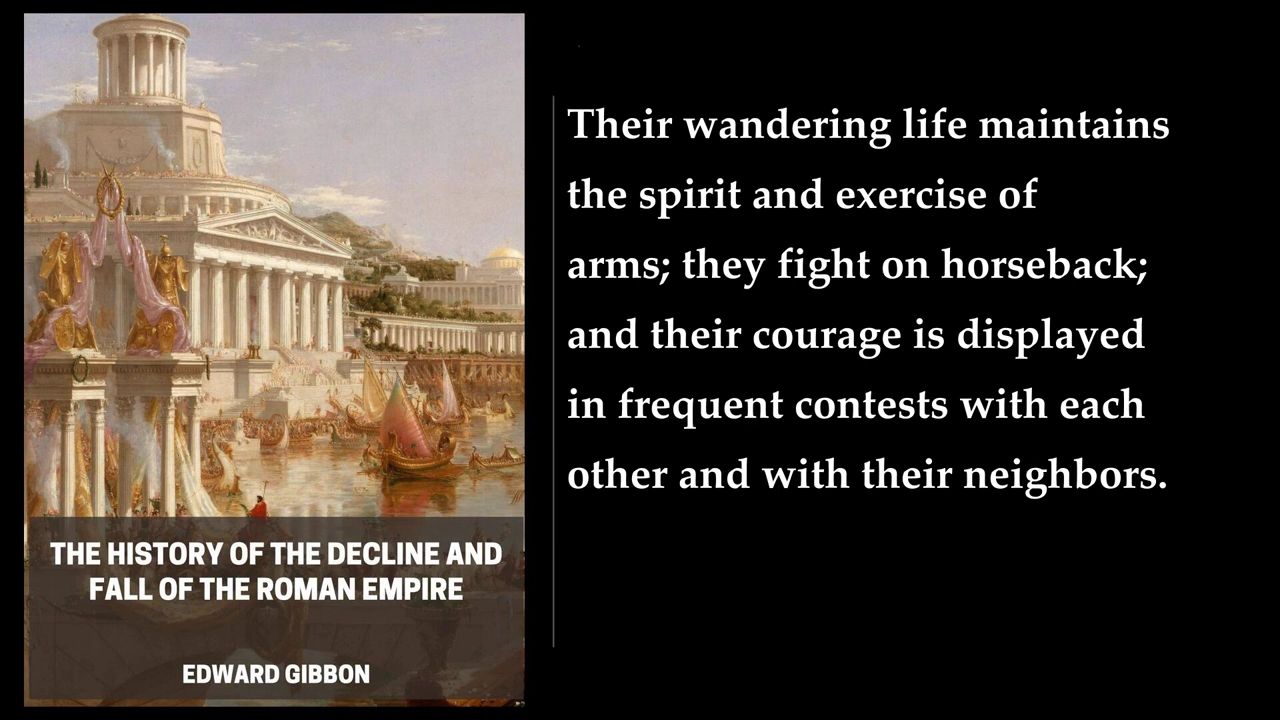 THE HISTORY OF THE DECLINE AND
FALL OF THE ROMAN EMPIRE
EDWARD GIBBON
Their wandering life maintains
the spirit and exercise of
arms; they fight on horseback;
and their courage is displayed
in frequent contests with each
other and with their neighbors.